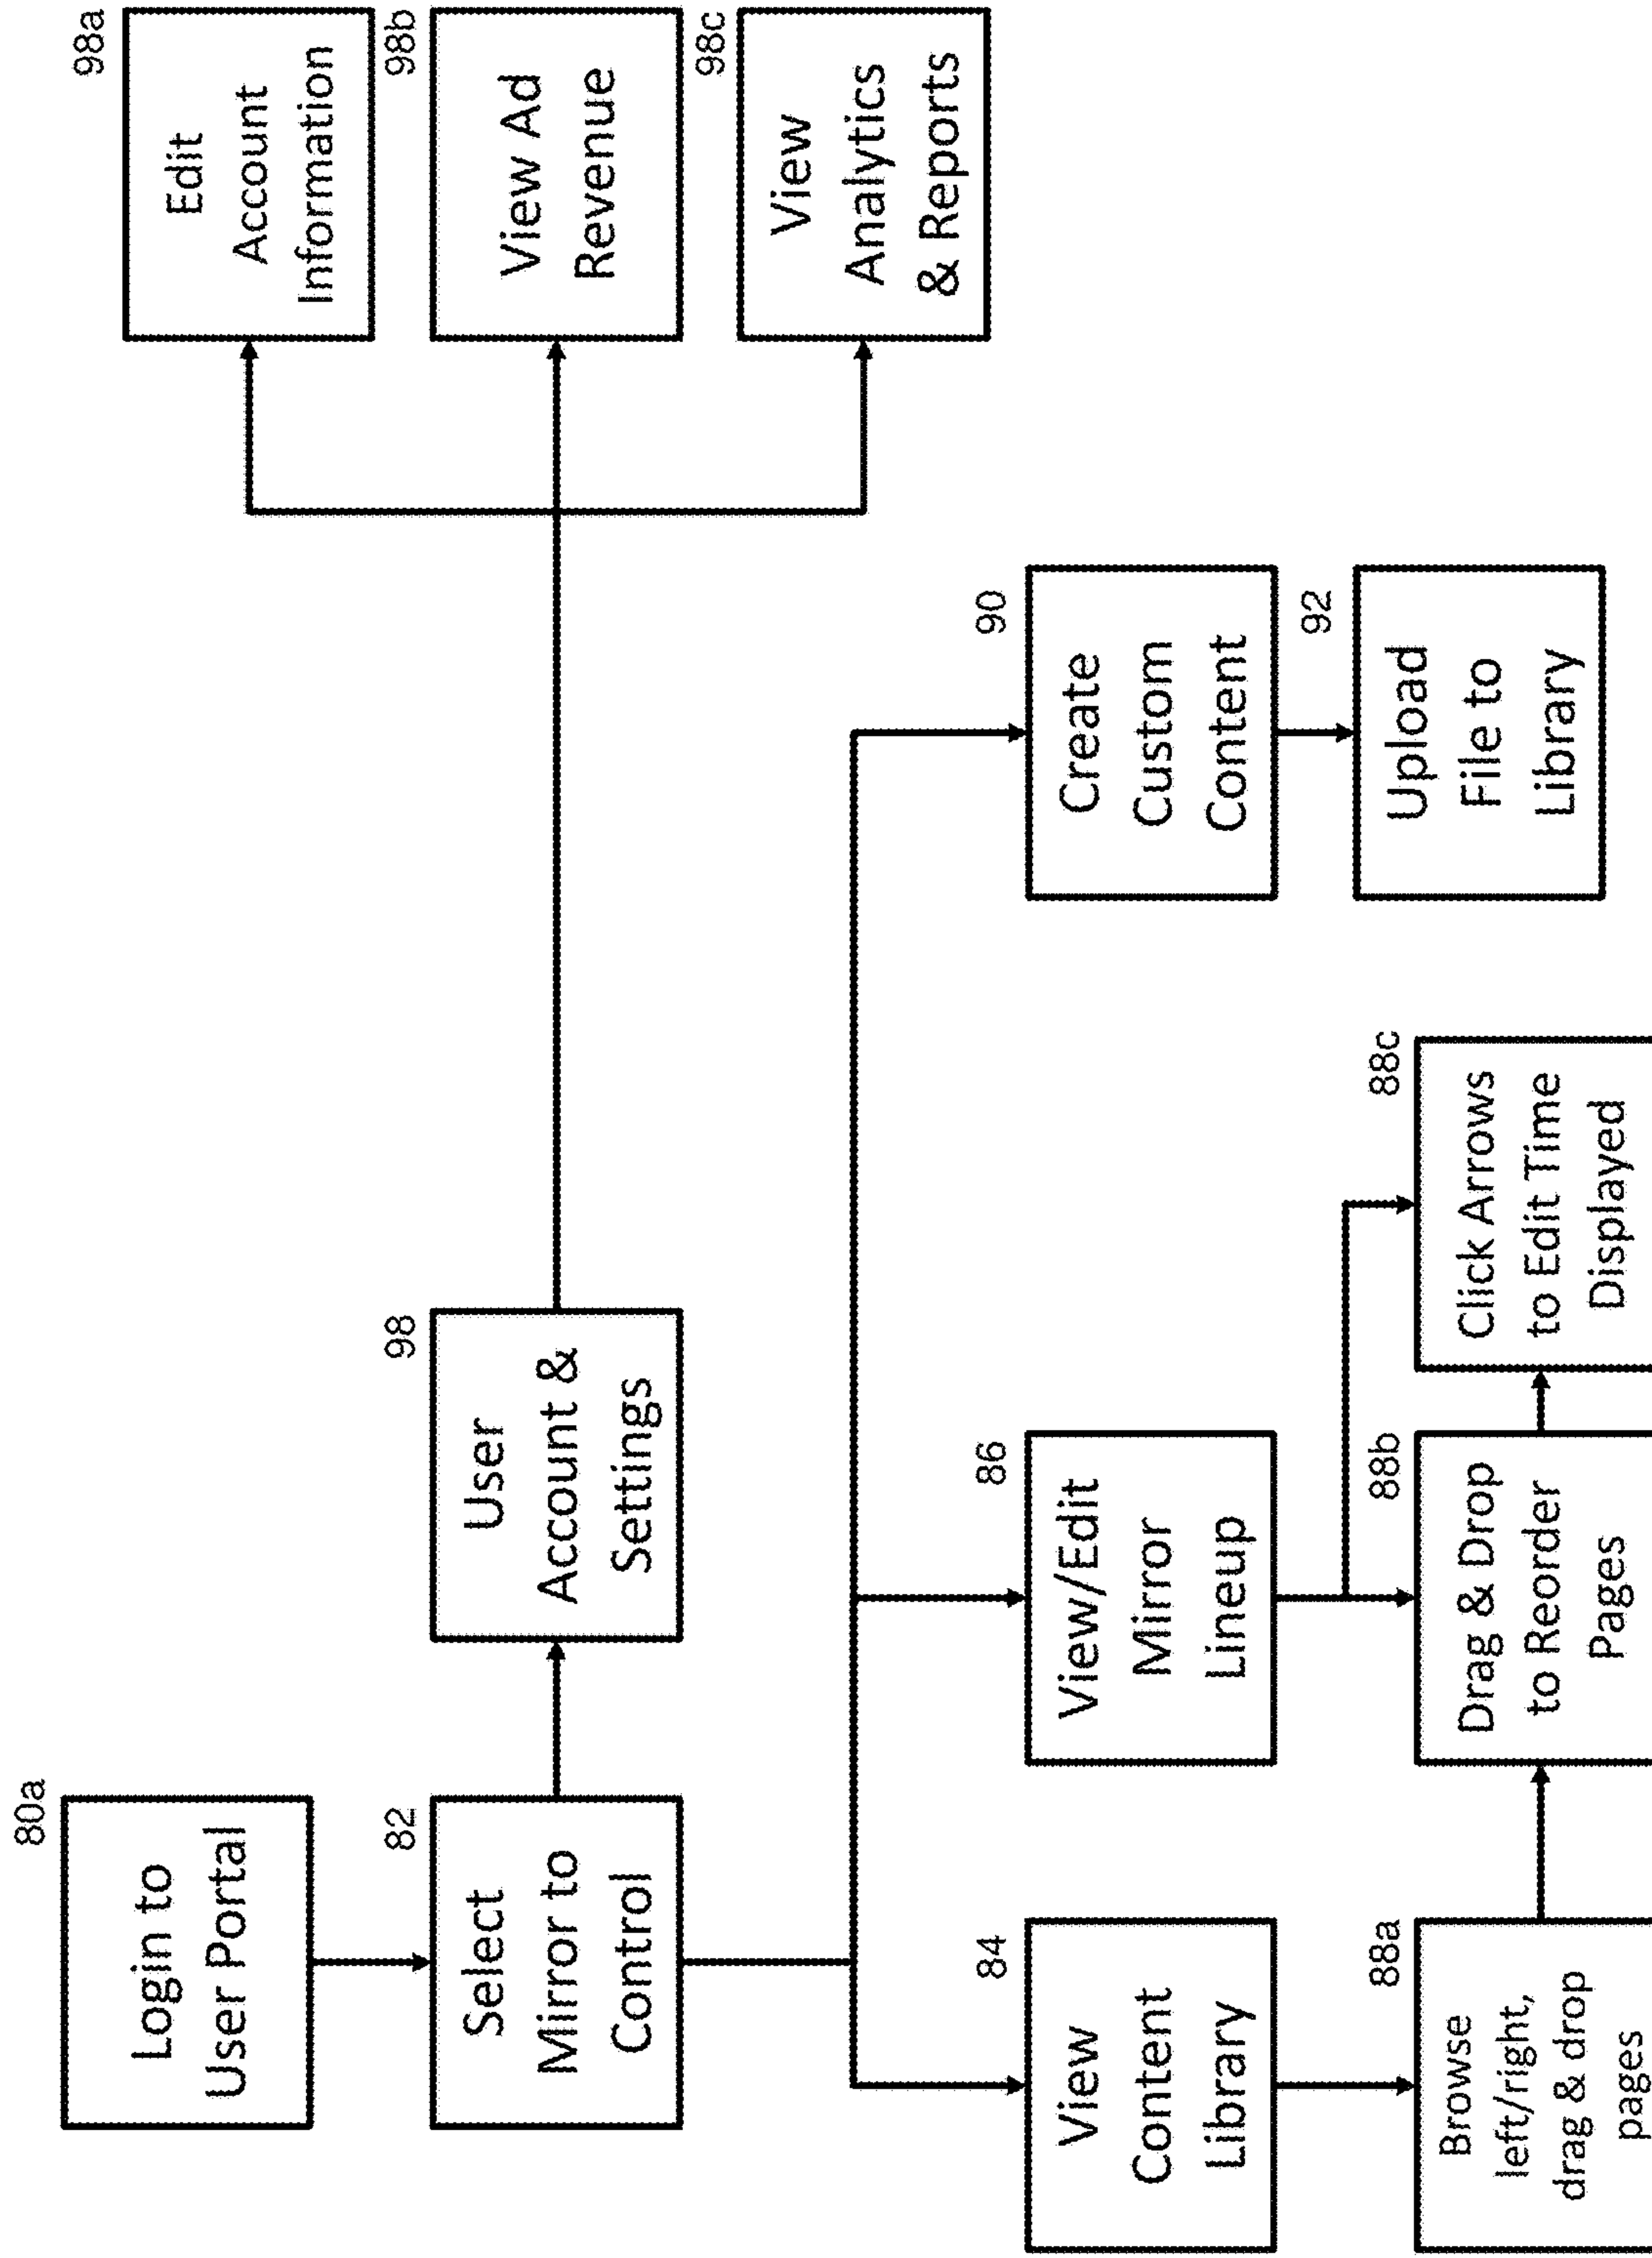 80a
Login to
User Portal
82
Select
Mirror to
Control
98
User
Account &
Settings
98a
Edit
Account
Information
98b
View Ad
Revenue
98c
View
Analytics
& Reports
84
View
Content
Library
86
View/Edit
Mirror
Lineup
90
Create
Custom
Content
88a
Browse
left/right,
drag & drop
pages
88b
Drag & Drop
to Reorder
Pages
88c
Click Arrows
to Edit Time
Displayed
92
Upload
File to
Library